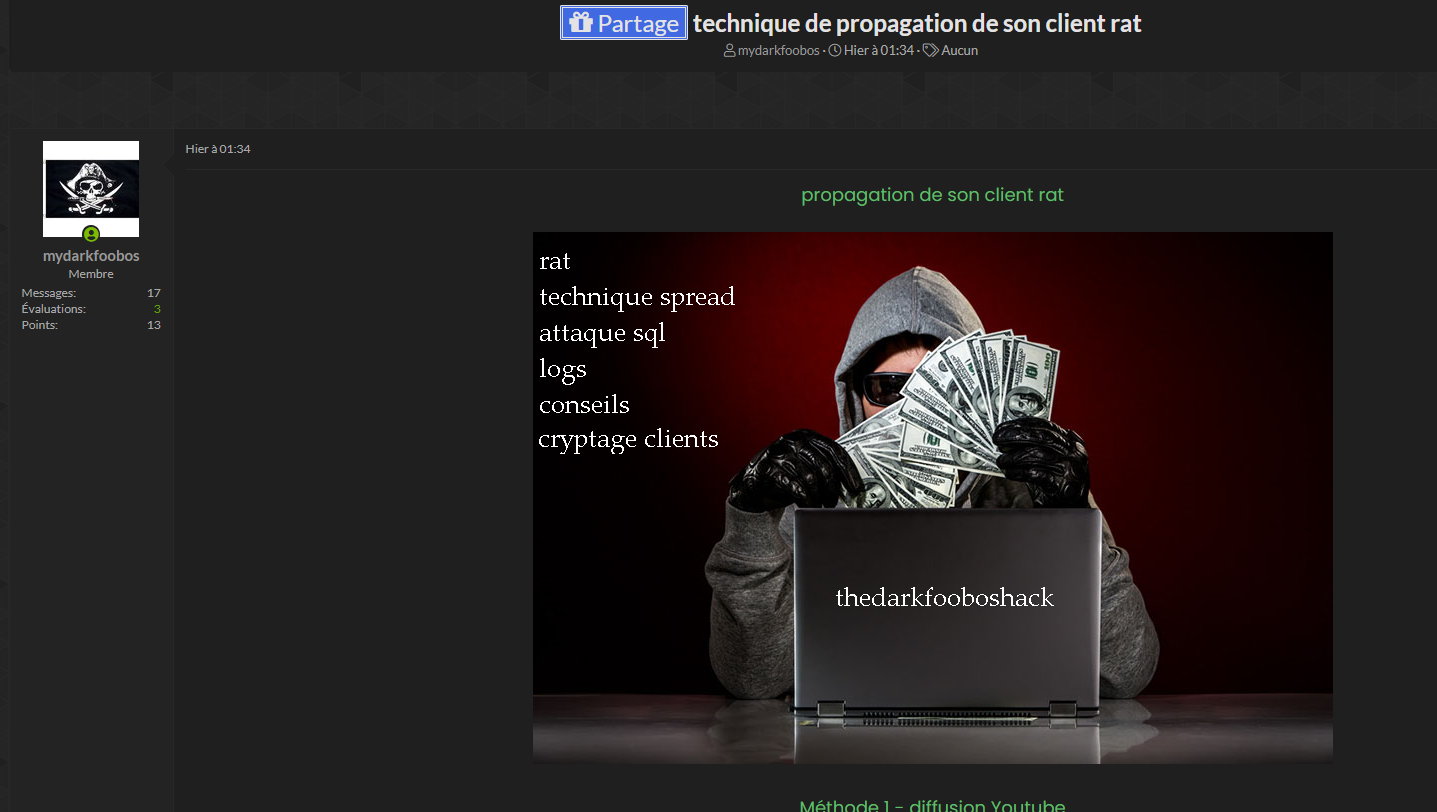 Partage technique de propagation de son client rat
mydarkfoobos · Hier à 01:34 · Aucun
Hier à 01:34
mydarkfoobos
Membre
Messages: 17
Évaluations: 3
Points: 13
propagation de son client rat
rat
technique spread
attaque sql
logs
conseils
cryptage clients
thedarkfooboshack
Méthode 1 - diffusion Youtube